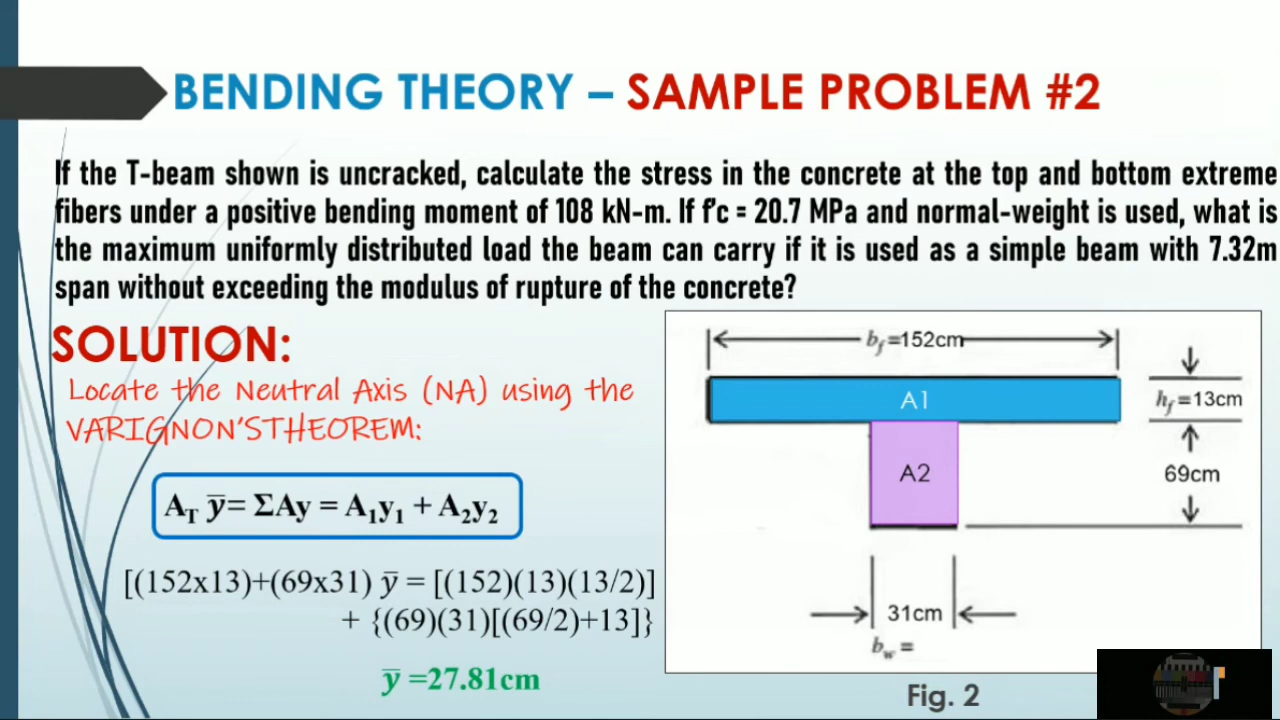 BENDING THEORY – SAMPLE PROBLEM #2
If the T-beam shown is uncracked, calculate the stress in the concrete at the top and bottom extreme
fibers under a positive bending moment of 108 kN-m. If f'c = 20.7 MPa and normal-weight is used, what is
the maximum uniformly distributed load the beam can carry if it is used as a simple beam with 7.32m
span without exceeding the modulus of rupture of the concrete?
SOLUTION:
Locate the Neutral Axis (NA) using the
VARIGNON'STHEOREM:
A_T y̅= ΣAy = A₁y₁ + A₂y₂
[(152x13)+(69x31) y̅ = [(152)(13)(13/2)]
+ {(69)(31)[(69/2)+13]}
y̅ =27.81cm
b_f=152cm
A1
h_f=13cm
A2
69cm
31cm
b_w =
Fig. 2